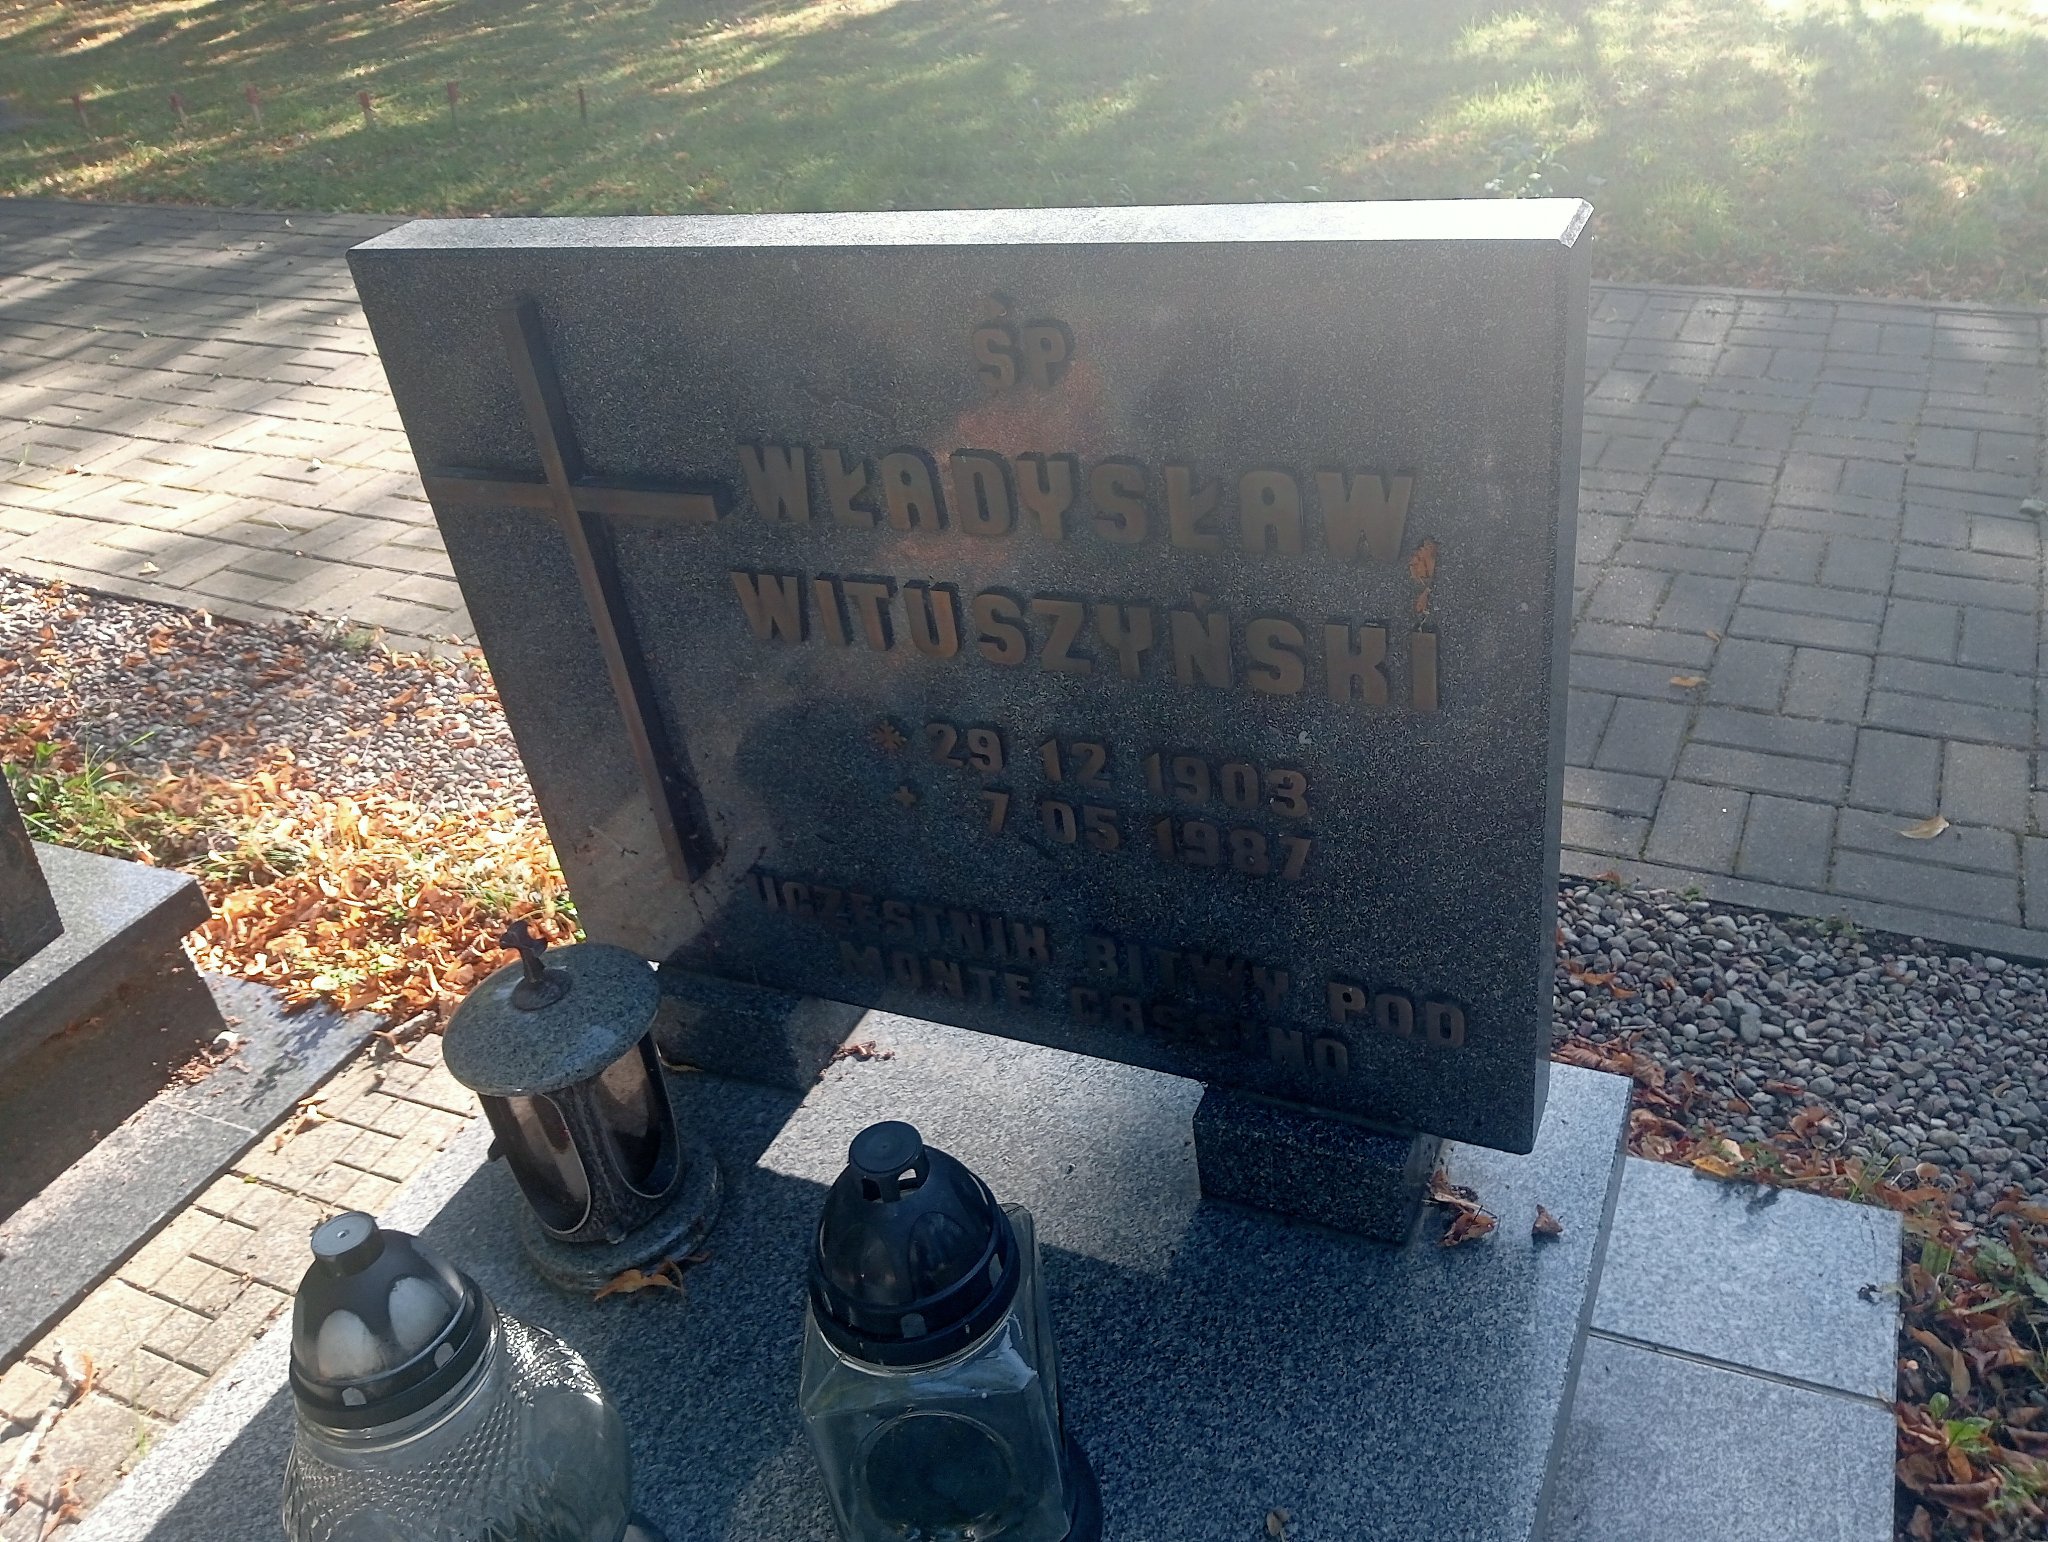 ŚP
WŁADYSŁAW
WITUSZYŃSKI
* 29 12 1903
+ 7 05 1987
UCZESTNIK BITWY POD
MONTE CASSINO